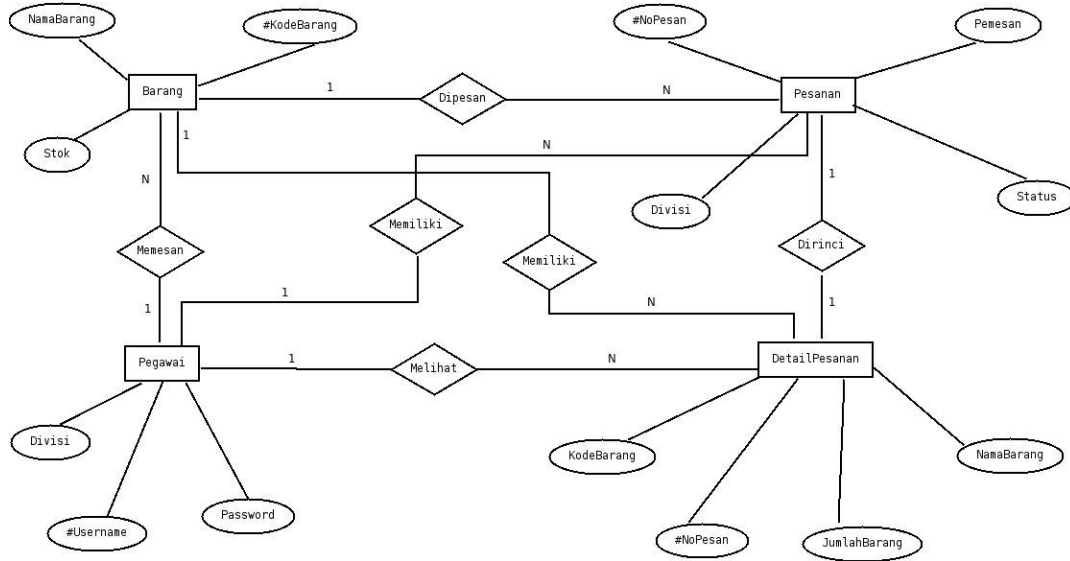 NamaBarang
#KodeBarang
#NoPesan
Pemesan
Barang
1
Dipesan
N
Pesanan
1
Stok
N
N
1
Memiliki
Divisi
Status
Memesan
Memiliki
Dirinci
1
1
N
1
Pegawai
1
Melihat
N
DetailPesanan
Divisi
KodeBarang
NamaBarang
#Username
Password
#NoPesan
JumlahBarang